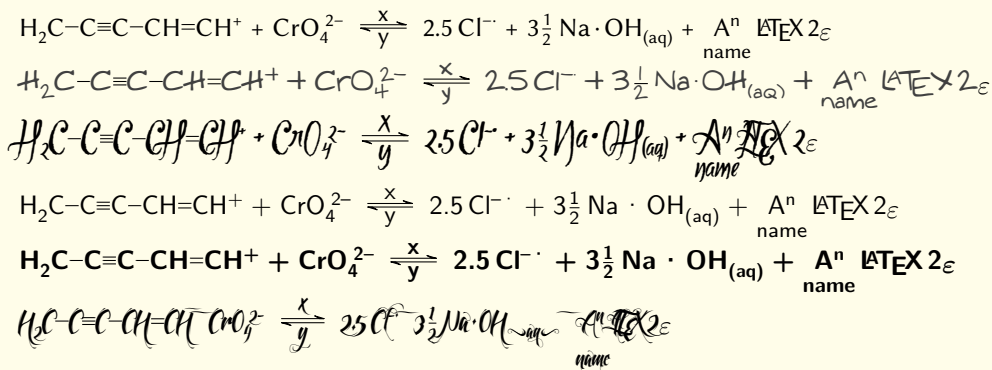 H₂C−C≡C−CH=CH⁺ + CrO₄²⁻ x ⇌ y 2.5 Cl⁻· + 3½ Na·OH(aq) + Aⁿ name LATEX 2ε
H₂C−C≡C−CH=CH⁺ + CrO₄²⁻ x ⇌ y 2.5 Cl⁻· + 3½ Na·OH(aq) + Aⁿ name LATEX 2ε
H₂C−C≡C−CH=CH⁺ + CrO₄²⁻ x ⇌ y 2.5 Cl⁻· + 3½ Na·OH(aq) + Aⁿ name LATEX 2ε
H₂C−C≡C−CH=CH⁺ + CrO₄²⁻ x ⇌ y 2.5 Cl⁻· + 3½ Na · OH(aq) + Aⁿ name LATEX 2ε
H₂C−C≡C−CH=CH⁺ + CrO₄²⁻ x ⇌ y 2.5 Cl⁻· + 3½ Na · OH(aq) + Aⁿ name LATEX 2ε
H₂C−C≡C−CH=CH CrO₄²⁻ x ⇌ y 2.5 Cl⁻ 3½ Na·OH aq Aⁿ name LATEX 2ε